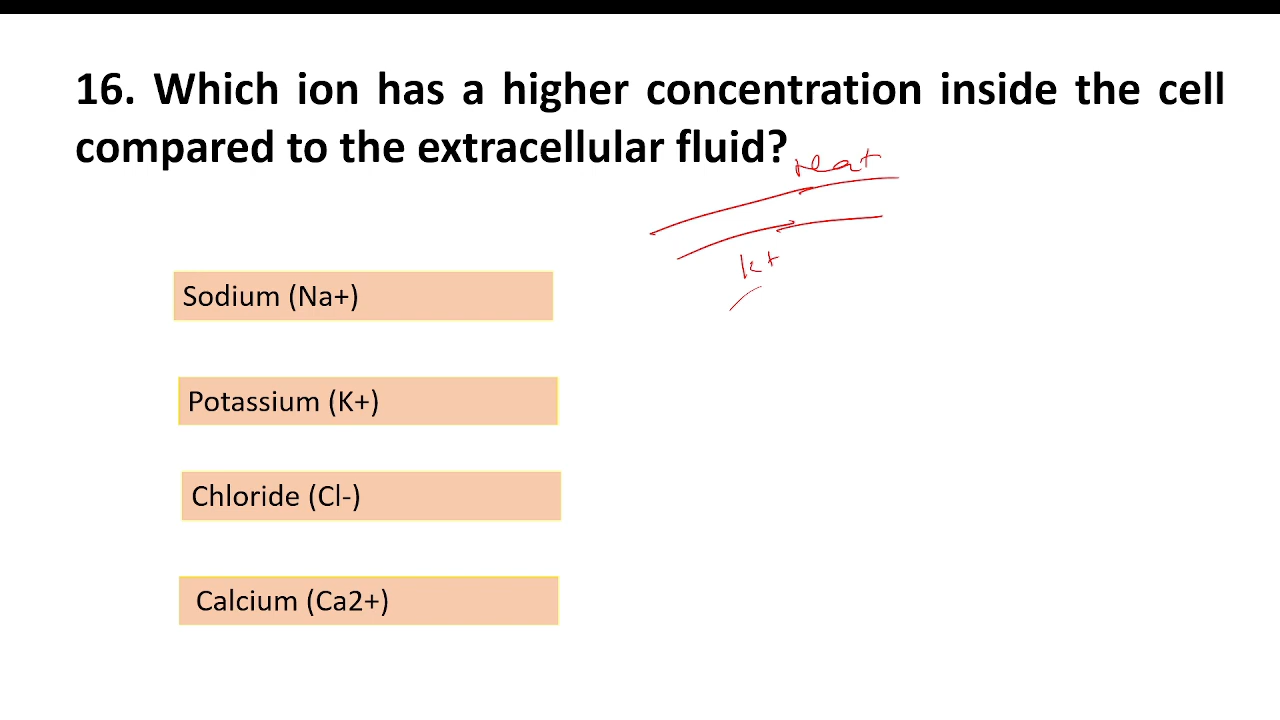 16. Which ion has a higher concentration inside the cell
compared to the extracellular fluid?
Na+
K+
Sodium (Na+)
Potassium (K+)
Chloride (Cl-)
Calcium (Ca2+)